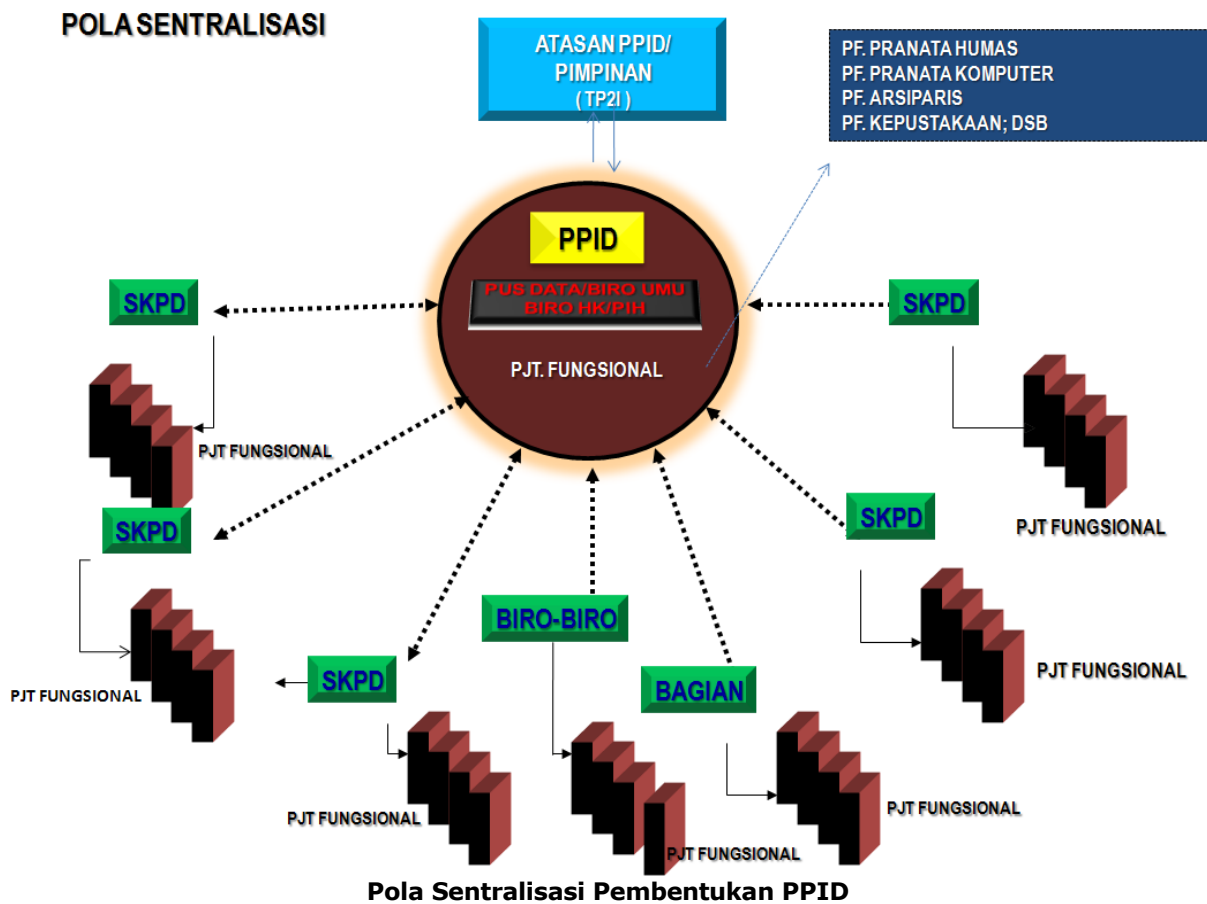 POLA SENTRALISASI
ATASAN PPID/
PIMPINAN
( TP2I )
PF. PRANATA HUMAS
PF. PRANATA KOMPUTER
PF. ARSIPARIS
PF. KEPUSTAKAAN; DSB
PPID
PUS DATA/BIRO UMU
BIRO HK/PIH
PJT. FUNGSIONAL
SKPD
SKPD
PJT FUNGSIONAL
SKPD
SKPD
PJT FUNGSIONAL
BIRO-BIRO
SKPD
BAGIAN
PJT FUNGSIONAL
PJT FUNGSIONAL
PJT FUNGSIONAL
PJT FUNGSIONAL
PJT FUNGSIONAL
Pola Sentralisasi Pembentukan PPID